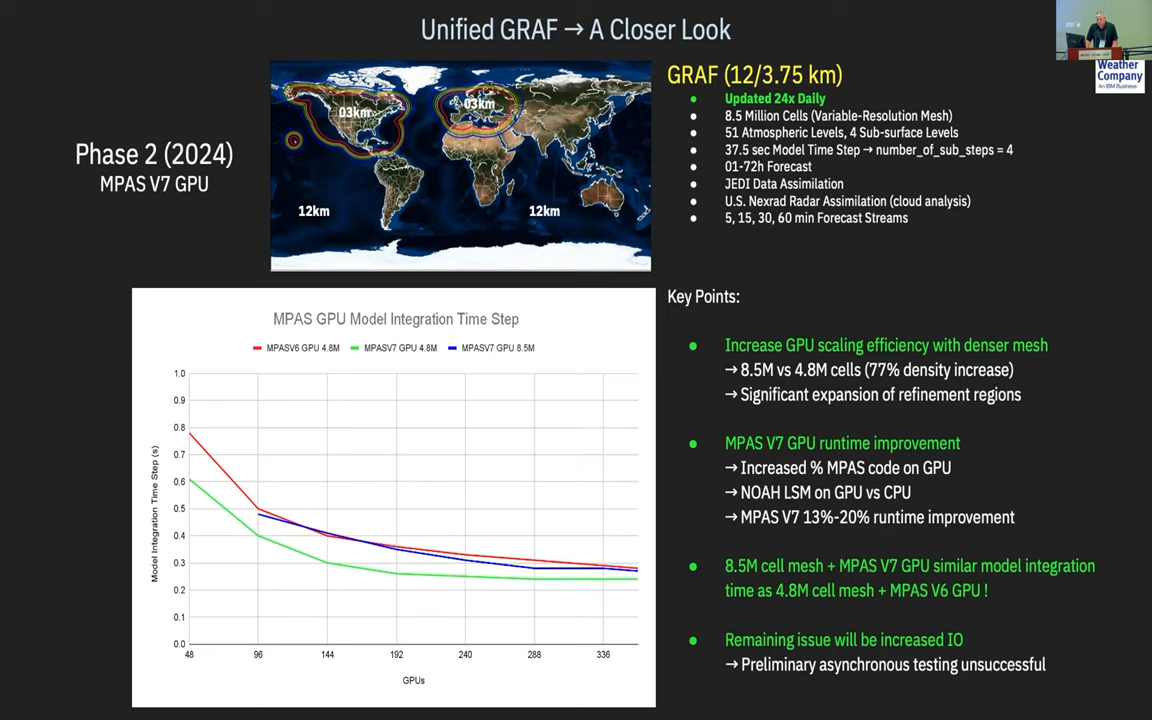 Unified GRAF → A Closer Look
Weather
Company
An IBM Business
Phase 2 (2024)
MPAS V7 GPU
03km
03km
12km
12km
GRAF (12/3.75 km)
● Updated 24x Daily
● 8.5 Million Cells (Variable-Resolution Mesh)
● 51 Atmospheric Levels, 4 Sub-surface Levels
● 37.5 sec Model Time Step → number_of_sub_steps = 4
● 01-72h Forecast
● JEDI Data Assimilation
● U.S. Nexrad Radar Assimilation (cloud analysis)
● 5, 15, 30, 60 min Forecast Streams
MPAS GPU Model Integration Time Step
MPASV6 GPU 4.8M MPASV7 GPU 4.8M MPASV7 GPU 8.5M
Model Integration Time Step (s)
1.0
0.9
0.8
0.7
0.6
0.5
0.4
0.3
0.2
0.1
0.0
48 96 144 192 240 288 336
GPUs
Key Points:
● Increase GPU scaling efficiency with denser mesh
→ 8.5M vs 4.8M cells (77% density increase)
→ Significant expansion of refinement regions
● MPAS V7 GPU runtime improvement
→ Increased % MPAS code on GPU
→ NOAH LSM on GPU vs CPU
→ MPAS V7 13%-20% runtime improvement
● 8.5M cell mesh + MPAS V7 GPU similar model integration
time as 4.8M cell mesh + MPAS V6 GPU !
● Remaining issue will be increased IO
→ Preliminary asynchronous testing unsuccessful